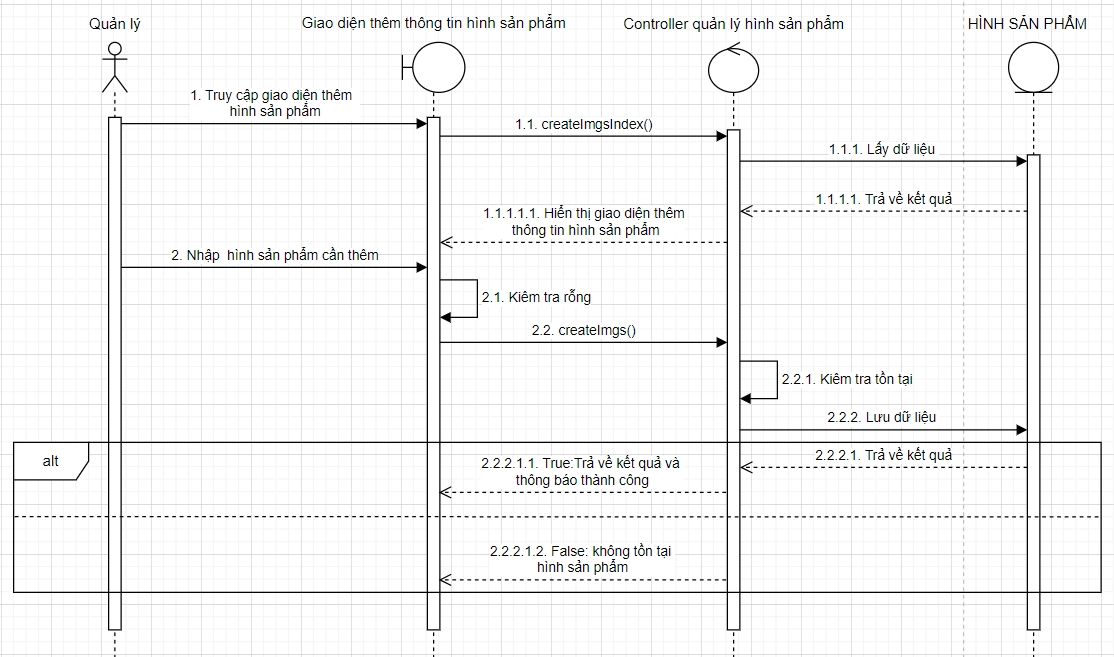 Quản lý
Giao diện thêm thông tin hình sản phẩm
Controller quản lý hình sản phẩm
HÌNH SẢN PHẨM
1. Truy cập giao diện thêm
hình sản phẩm
1.1. createImgsIndex()
1.1.1. Lấy dữ liệu
1.1.1.1. Trả về kết quả
1.1.1.1.1. Hiển thị giao diện thêm
thông tin hình sản phẩm
2. Nhập hình sản phẩm cần thêm
2.1. Kiêm tra rỗng
2.2. createImgs()
2.2.1. Kiêm tra tồn tại
2.2.2. Lưu dữ liệu
alt
2.2.2.1. Trả về kết quả
2.2.2.1.1. True:Trả về kết quả và
thông báo thành công
2.2.2.1.2. False: không tồn tại
hình sản phẩm